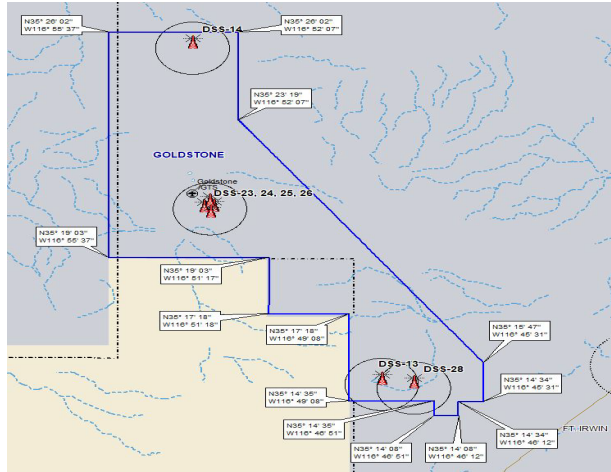 N35° 26' 02"
W116° 55' 37"
DSS-14
N35° 26' 02"
W116° 52' 07"
N35° 23' 19"
W116° 52' 07"
GOLDSTONE
Goldstone
/GTS
DSS-23, 24, 25, 26
N35° 19' 03"
W116° 55' 37"
N35° 19' 03"
W116° 51' 17"
N35° 17' 18"
W116° 51' 18"
N35° 17' 18"
W116° 49' 08"
N35° 15' 47"
W116° 45' 31"
DSS-13
DSS-28
N35° 14' 35"
W116° 49' 08"
N35° 14' 34"
W116° 45' 31"
N35° 14' 35"
W116° 46' 51"
FT. IRWIN
N35° 14' 08"
W116° 46' 51"
N35° 14' 08"
W116° 46' 12"
N35° 14' 34"
W116° 46' 12"